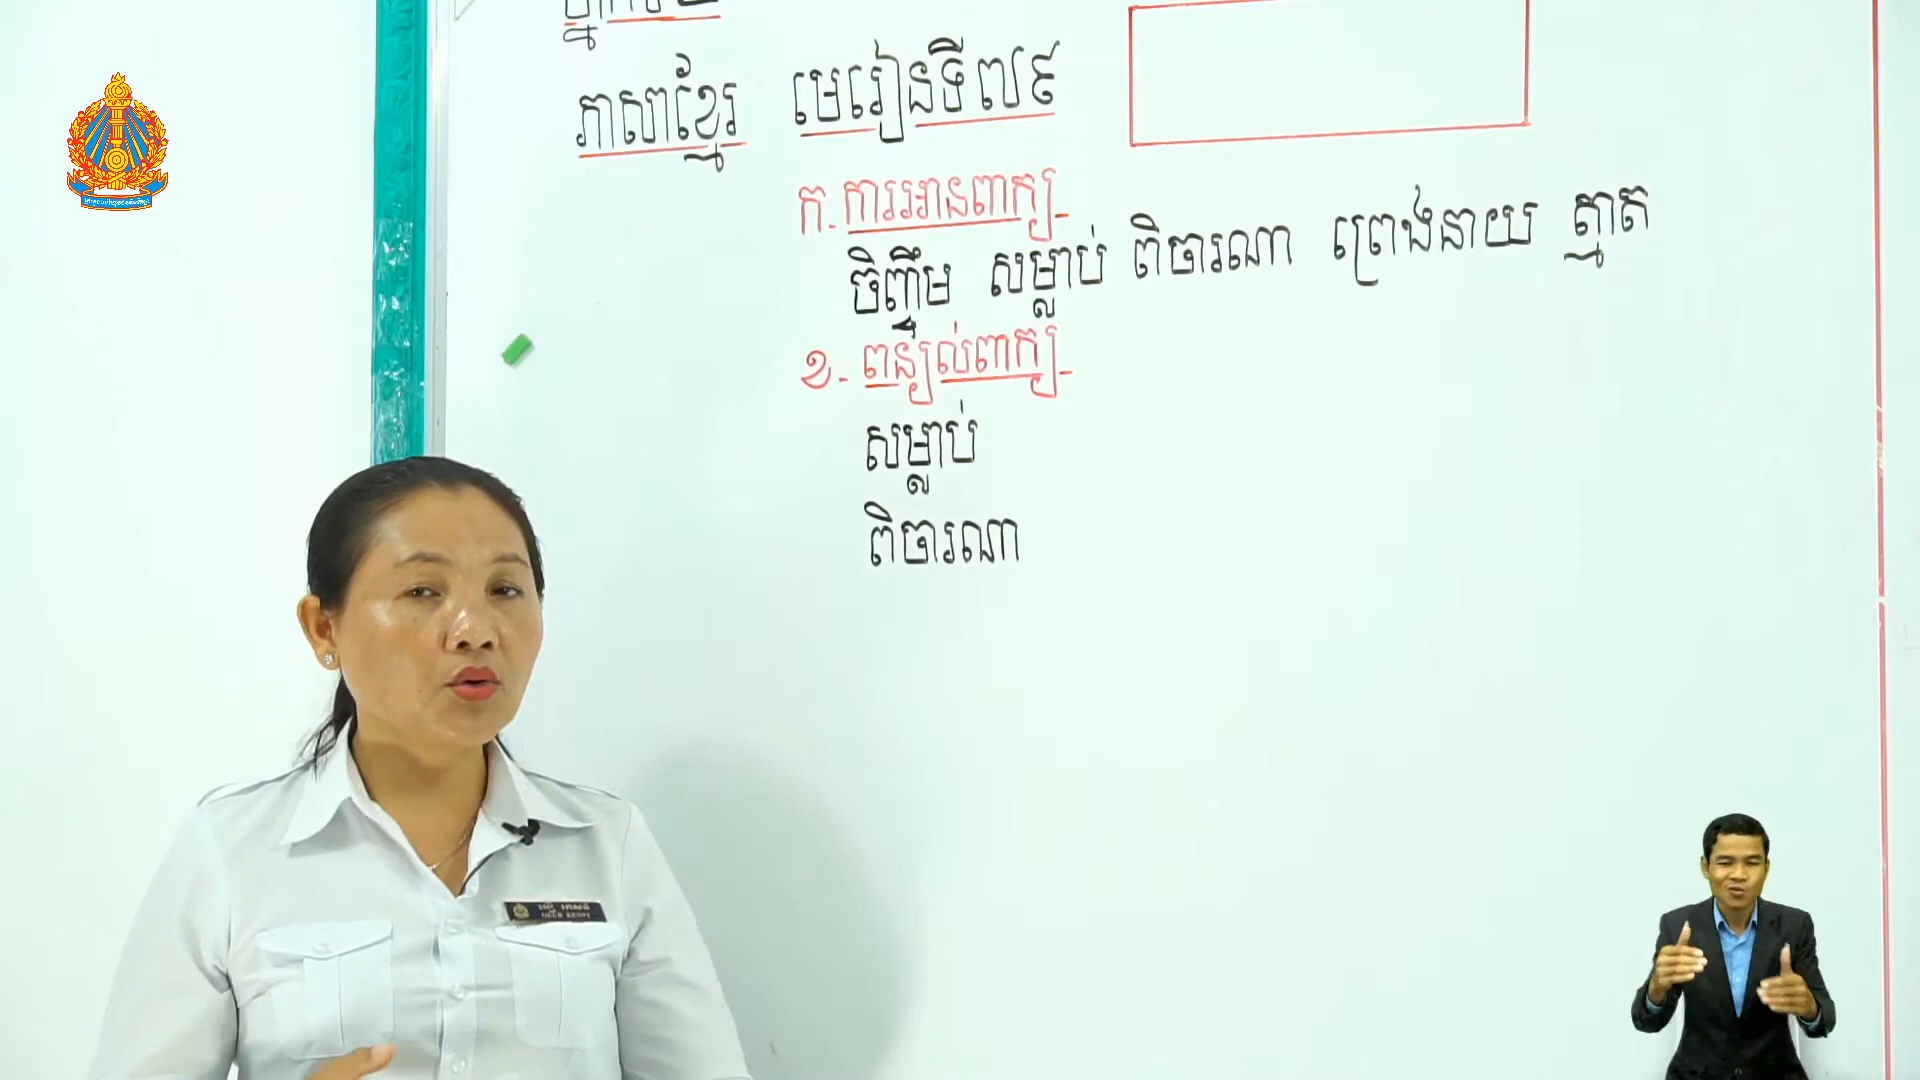 ភាសាខ្មែរ មេរៀនទី៧៩
ក. ការអានពាក្យ
ចិញ្ចឹម សម្លាប់ ពិចារណា ព្រេងនាយ ត្មាត
ខ. ពន្យល់ពាក្យ
សម្លាប់
ពិចារណា